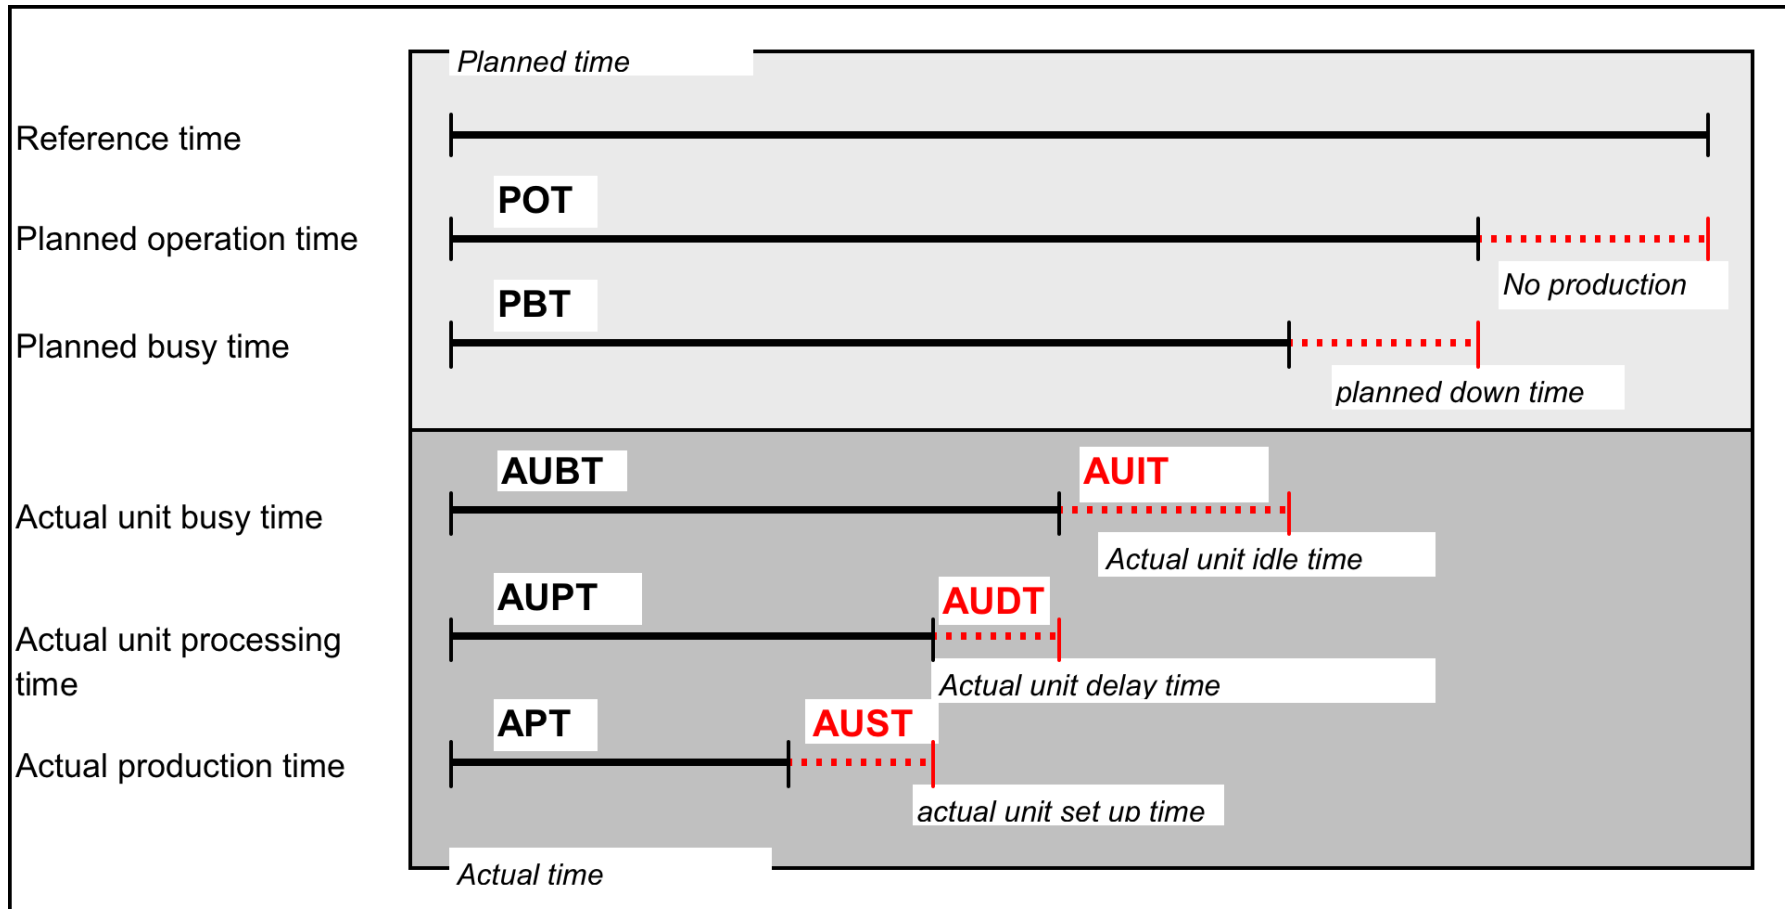 Planned time
Reference time
POT
Planned operation time
No production
PBT
Planned busy time
planned down time
AUBT
AUIT
Actual unit busy time
Actual unit idle time
AUPT
AUDT
Actual unit processing
time
Actual unit delay time
APT
AUST
Actual production time
actual unit set up time
Actual time